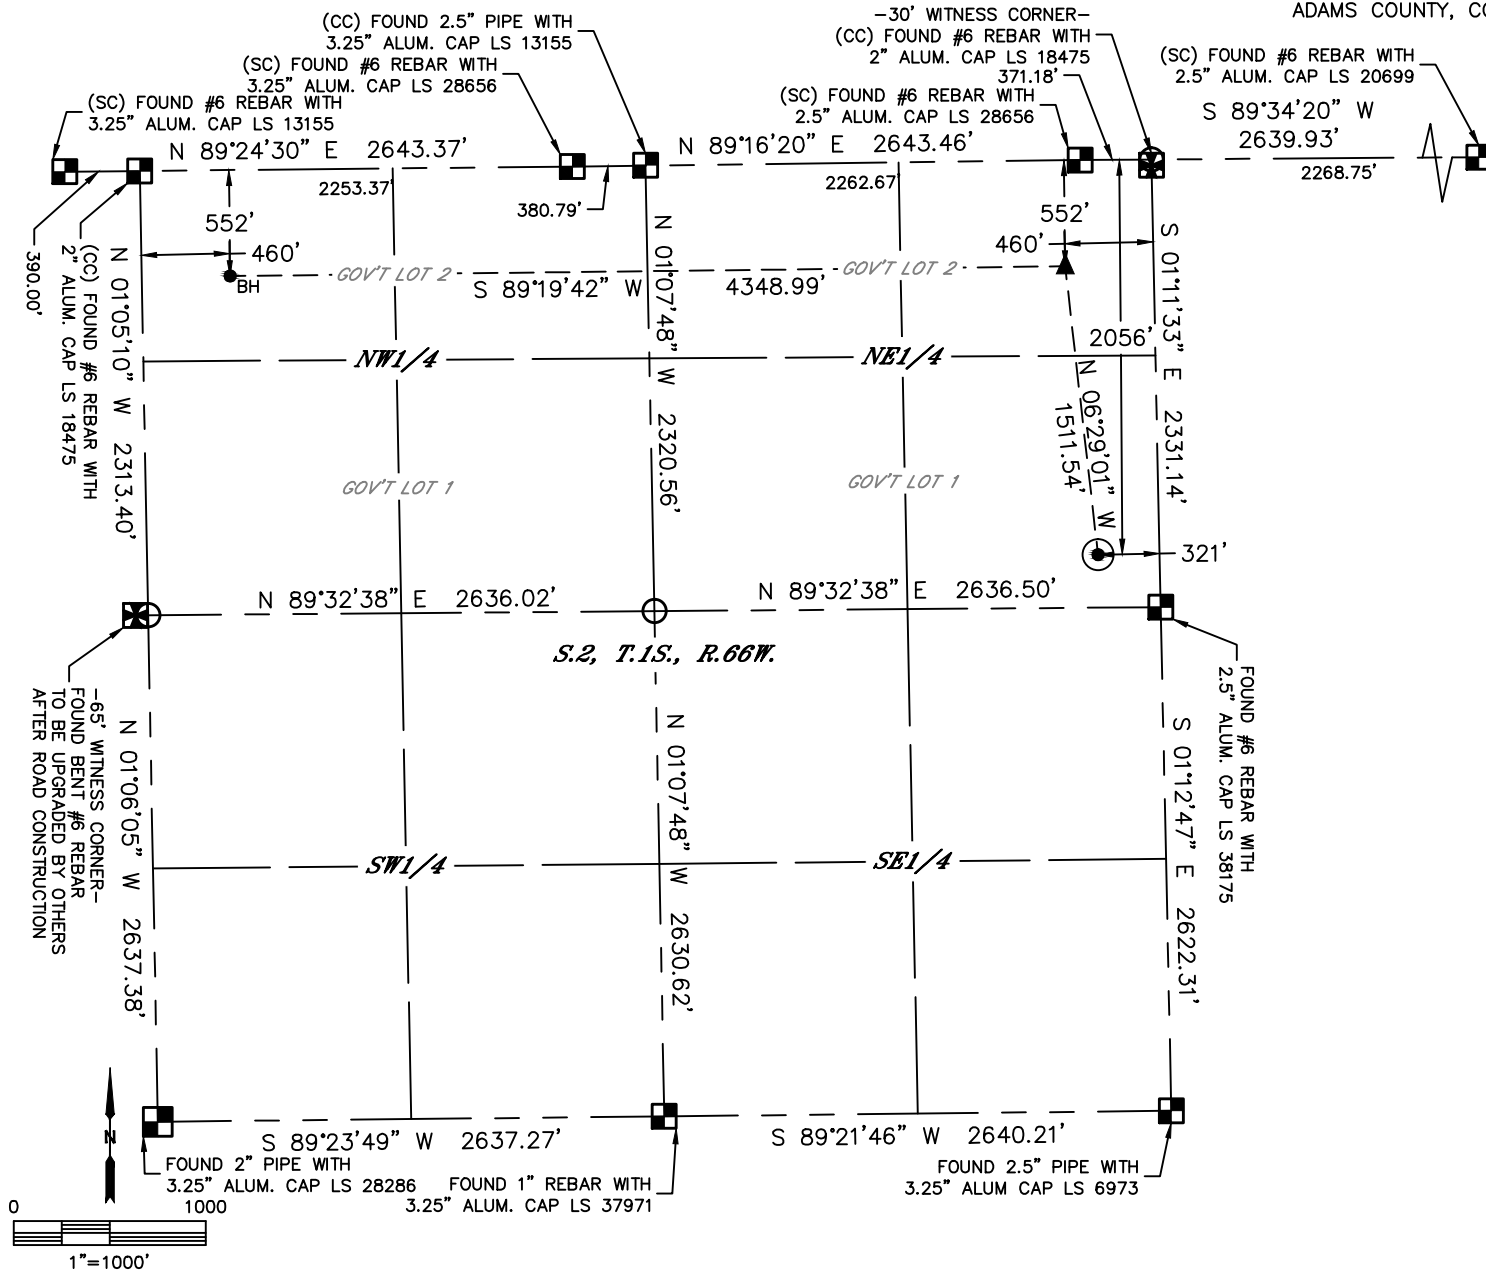 ADAMS COUNTY, CO
(CC) FOUND 2.5" PIPE WITH
3.25" ALUM. CAP LS 13155
-30' WITNESS CORNER-
(CC) FOUND #6 REBAR WITH
2" ALUM. CAP LS 18475
371.18'
(SC) FOUND #6 REBAR WITH
2.5" ALUM. CAP LS 20699
(SC) FOUND #6 REBAR WITH
3.25" ALUM. CAP LS 28656
(SC) FOUND #6 REBAR WITH
3.25" ALUM. CAP LS 13155
(SC) FOUND #6 REBAR WITH
2.5" ALUM. CAP LS 28656
S 89°34'20" W
2639.93'
N 89°24'30" E 2643.37'
N 89°16'20" E 2643.46'
2253.37'
2262.67'
2268.75'
380.79'
552'
460'
552'
460'
390.00'
BH
GOV'T LOT 2
GOV'T LOT 2
S 89°19'42" W 4348.99'
N 01°05'10" W 2313.40'
(CC) FOUND #6 REBAR WITH
2" ALUM. CAP LS 18475
N 01°07'48" W 2320.56'
S 01°11'33" E 2331.14'
2056'
NW1/4
NE1/4
N 06°29'01" W
1511.54'
GOV'T LOT 1
GOV'T LOT 1
321'
N 89°32'38" E 2636.02'
N 89°32'38" E 2636.50'
S.2, T.1S., R.66W.
-65' WITNESS CORNER-
FOUND BENT #6 REBAR
TO BE UPGRADED BY OTHERS
AFTER ROAD CONSTRUCTION
FOUND #6 REBAR WITH
2.5" ALUM. CAP LS 38175
N 01°06'05" W 2637.38'
N 01°07'48" W 2630.62'
S 01°12'47" E 2622.31'
SW1/4
SE1/4
N
S 89°23'49" W 2637.27'
S 89°21'46" W 2640.21'
FOUND 2" PIPE WITH
3.25" ALUM. CAP LS 28286
FOUND 1" REBAR WITH
3.25" ALUM. CAP LS 37971
FOUND 2.5" PIPE WITH
3.25" ALUM CAP LS 6973
0 1000
1"=1000'